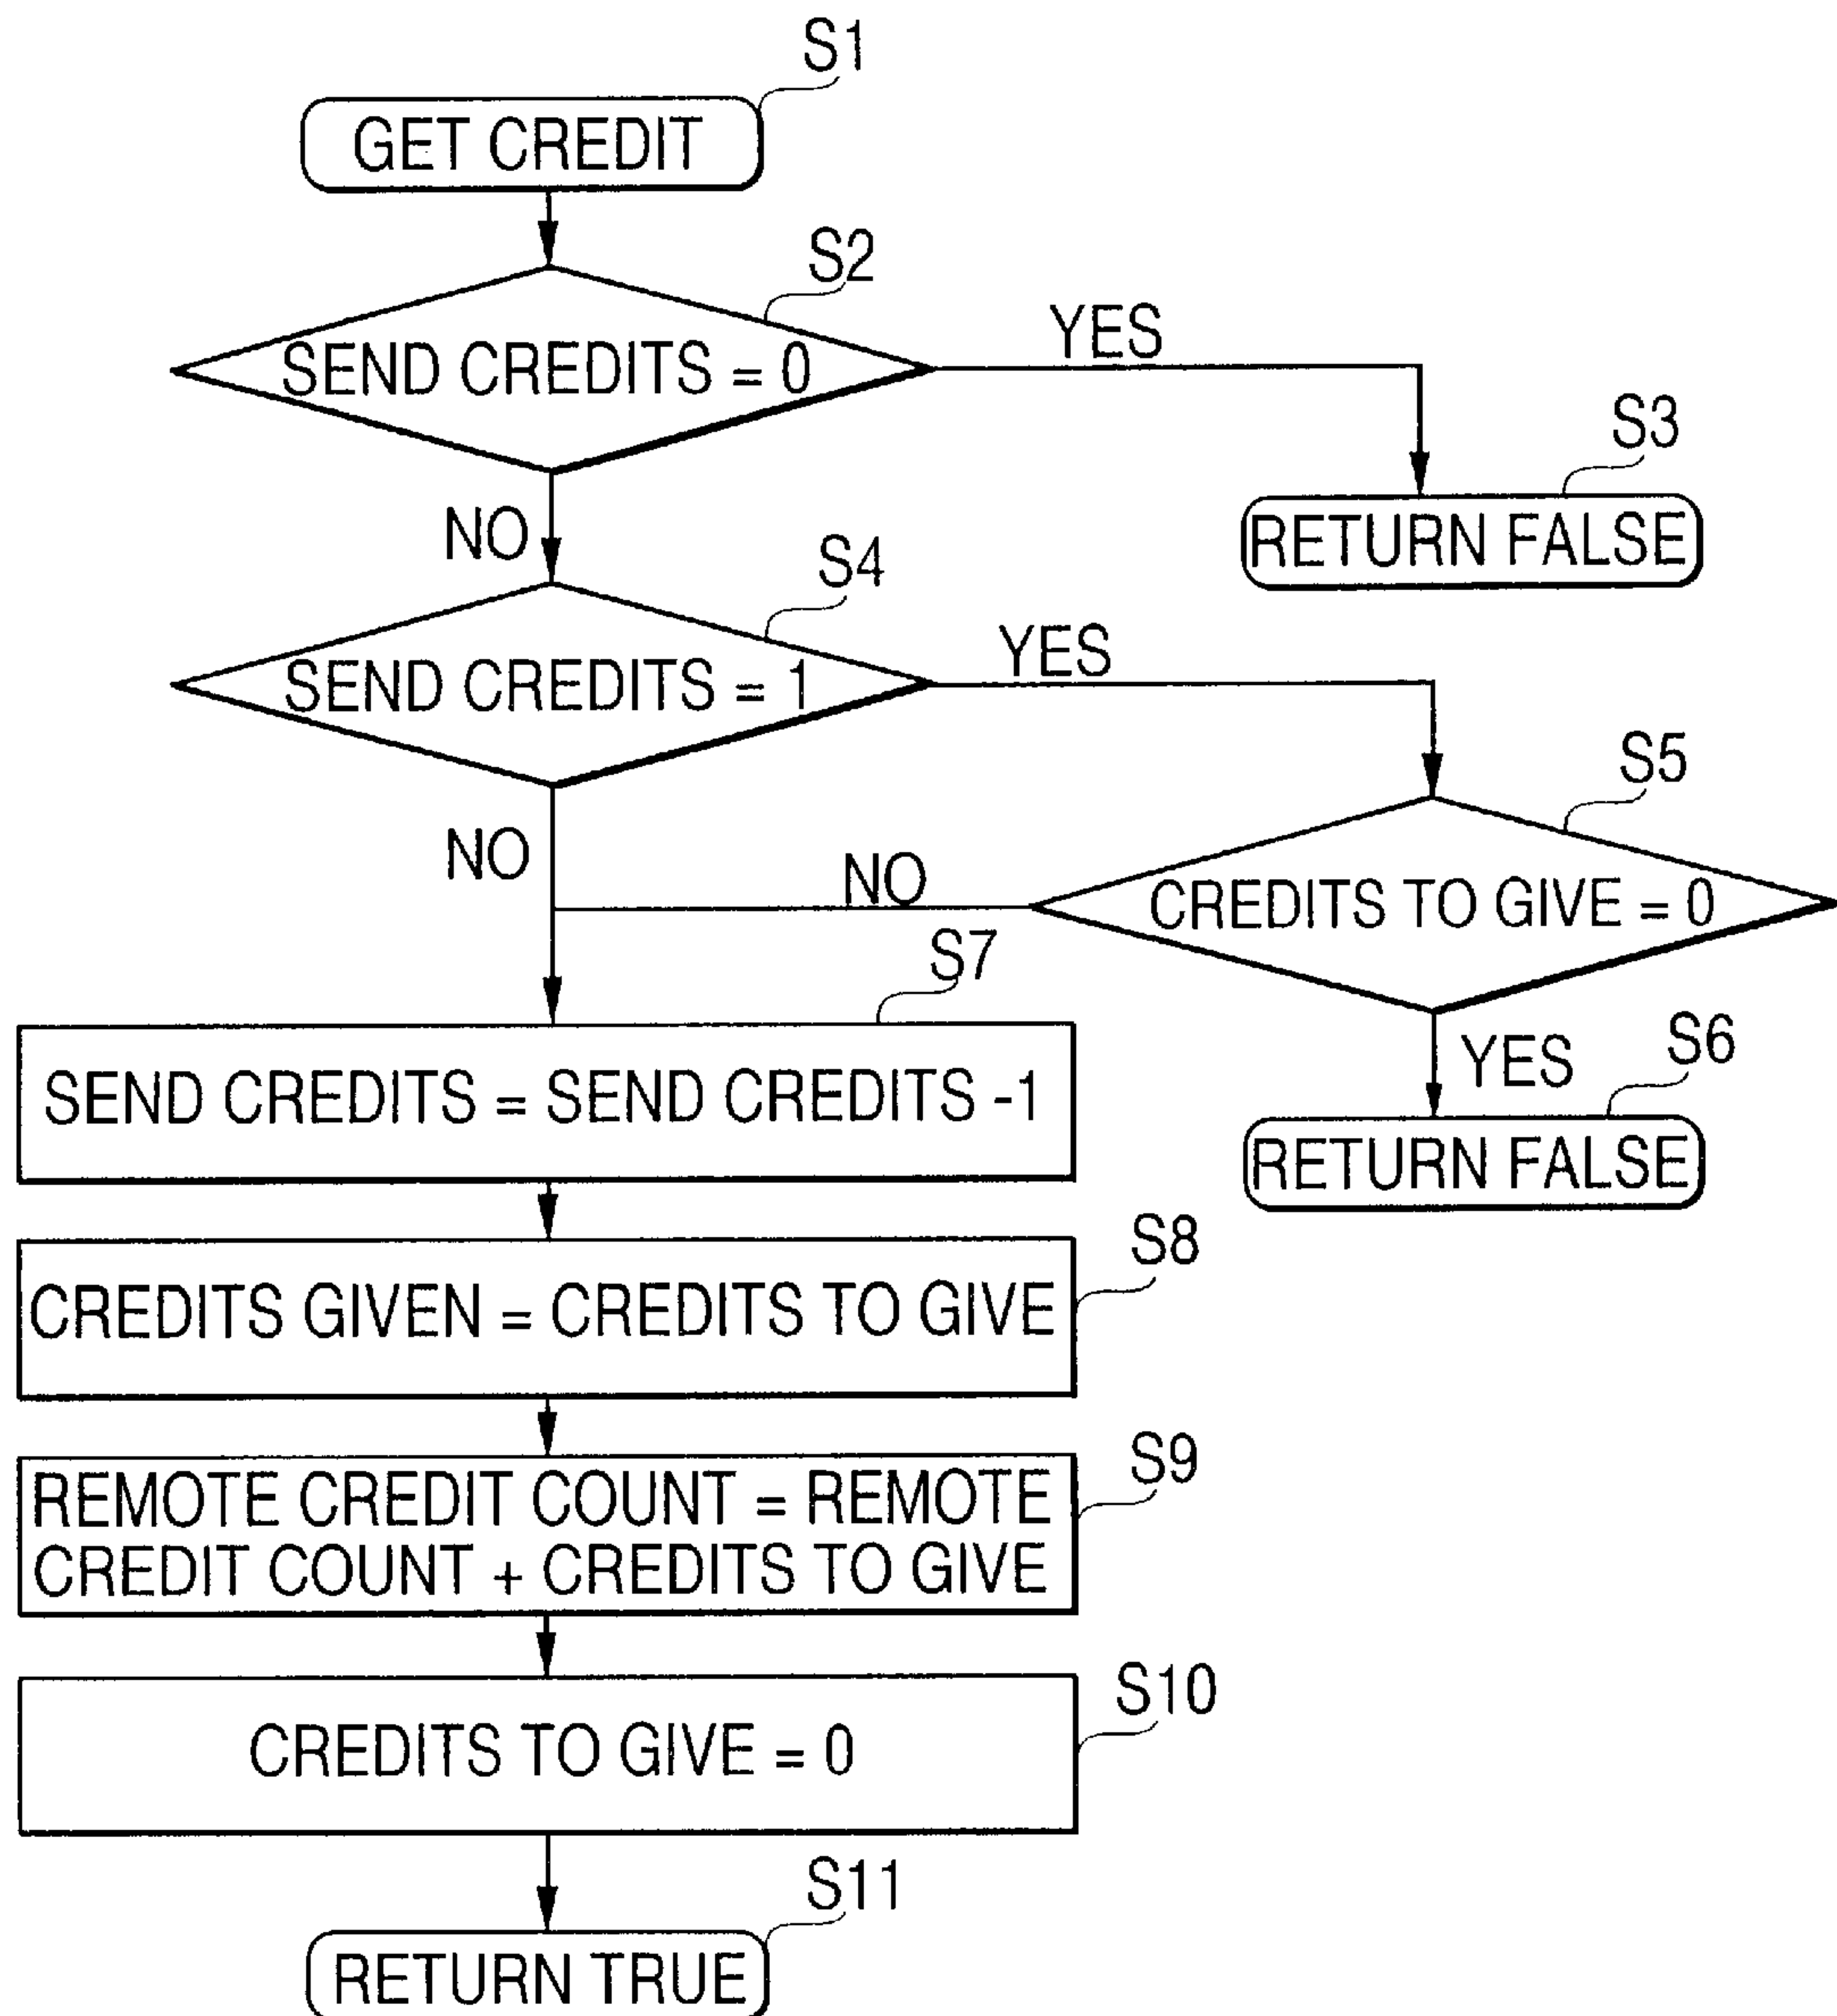 S1
GET CREDIT
S2
SEND CREDITS = 0
YES
S3
RETURN FALSE
NO
S4
SEND CREDITS = 1
YES
S5
CREDITS TO GIVE = 0
NO
NO
YES
S6
RETURN FALSE
S7
SEND CREDITS = SEND CREDITS -1
S8
CREDITS GIVEN = CREDITS TO GIVE
S9
REMOTE CREDIT COUNT = REMOTE
CREDIT COUNT + CREDITS TO GIVE
S10
CREDITS TO GIVE = 0
S11
RETURN TRUE